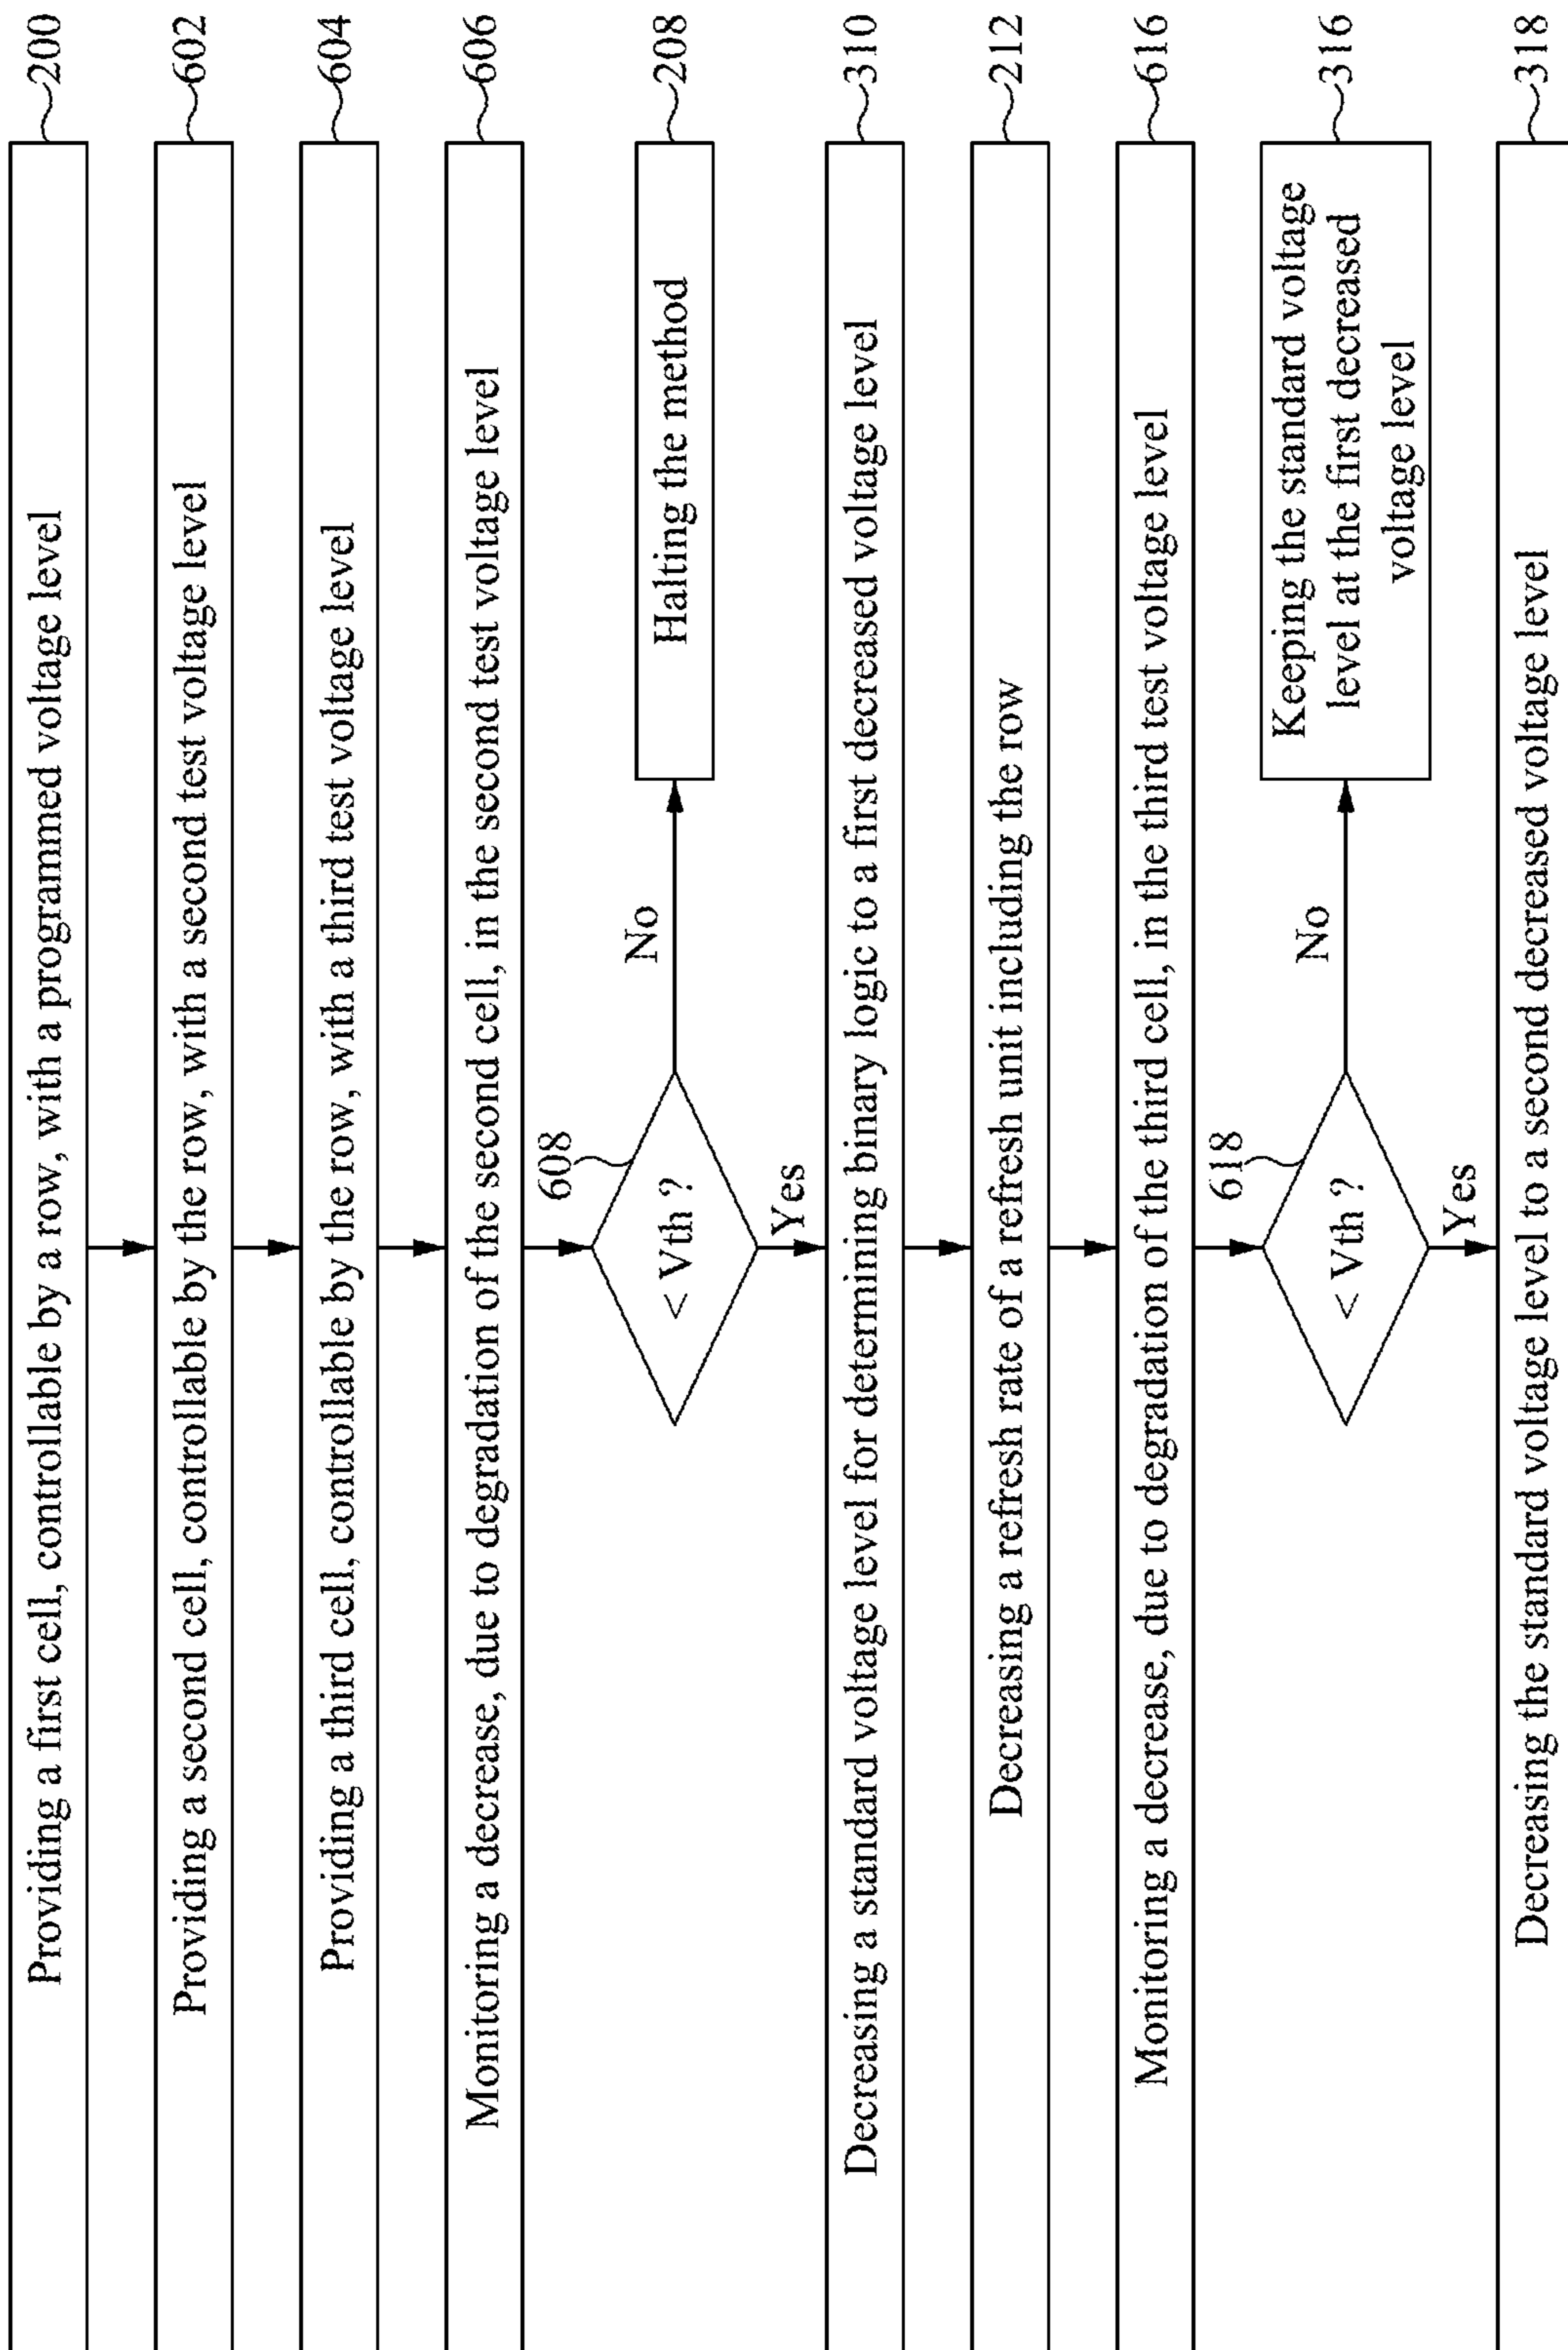 Providing a first cell, controllable by a row, with a programmed voltage level
200
Providing a second cell, controllable by the row, with a second test voltage level
602
Providing a third cell, controllable by the row, with a third test voltage level
604
Monitoring a decrease, due to degradation of the second cell, in the second test voltage level
606
608
< Vth ?
No
Halting the method
208
Yes
Decreasing a standard voltage level for determining binary logic to a first decreased voltage level
310
Decreasing a refresh rate of a refresh unit including the row
212
Monitoring a decrease, due to degradation of the third cell, in the third test voltage level
616
618
< Vth ?
No
Keeping the standard voltage
level at the first decreased
voltage level
316
Yes
Decreasing the standard voltage level to a second decreased voltage level
318